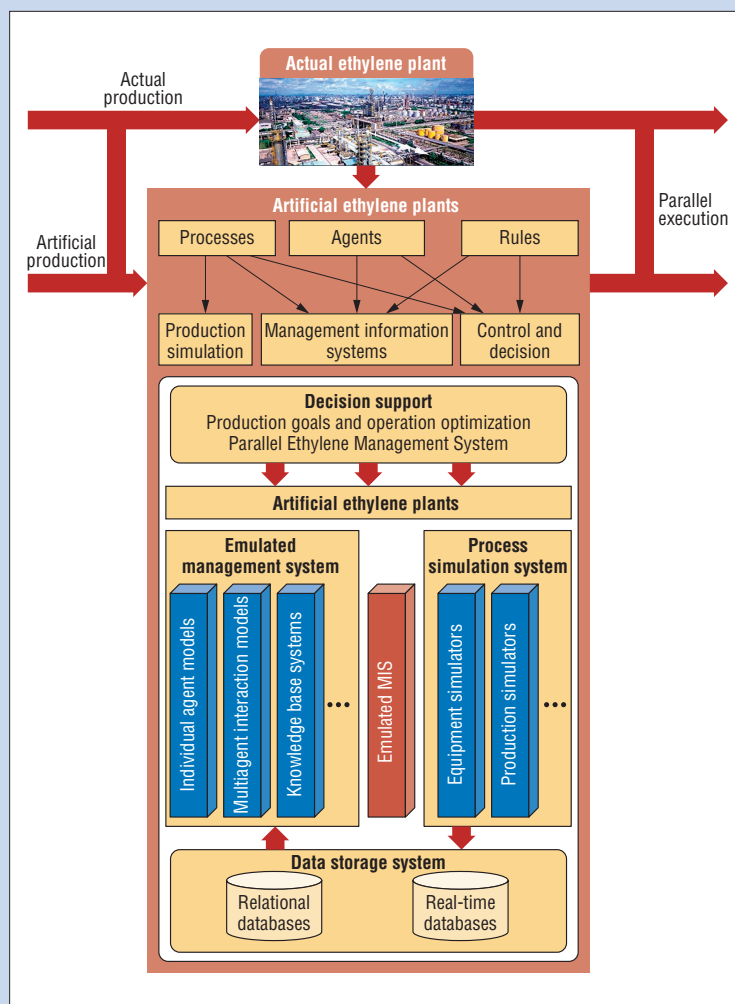 Actual ethylene plant
Actual
production
Artificial ethylene plants
Parallel
execution
Artificial
production
Processes
Agents
Rules
Production
simulation
Management information
systems
Control and
decision
Decision support
Production goals and operation optimization
Parallel Ethylene Management System
Artificial ethylene plants
Emulated
management system
Process
simulation system
Individual agent models
Multiagent interaction models
Knowledge base systems
...
Emulated MIS
Equipment simulators
Production simulators
...
Data storage system
Relational
databases
Real-time
databases